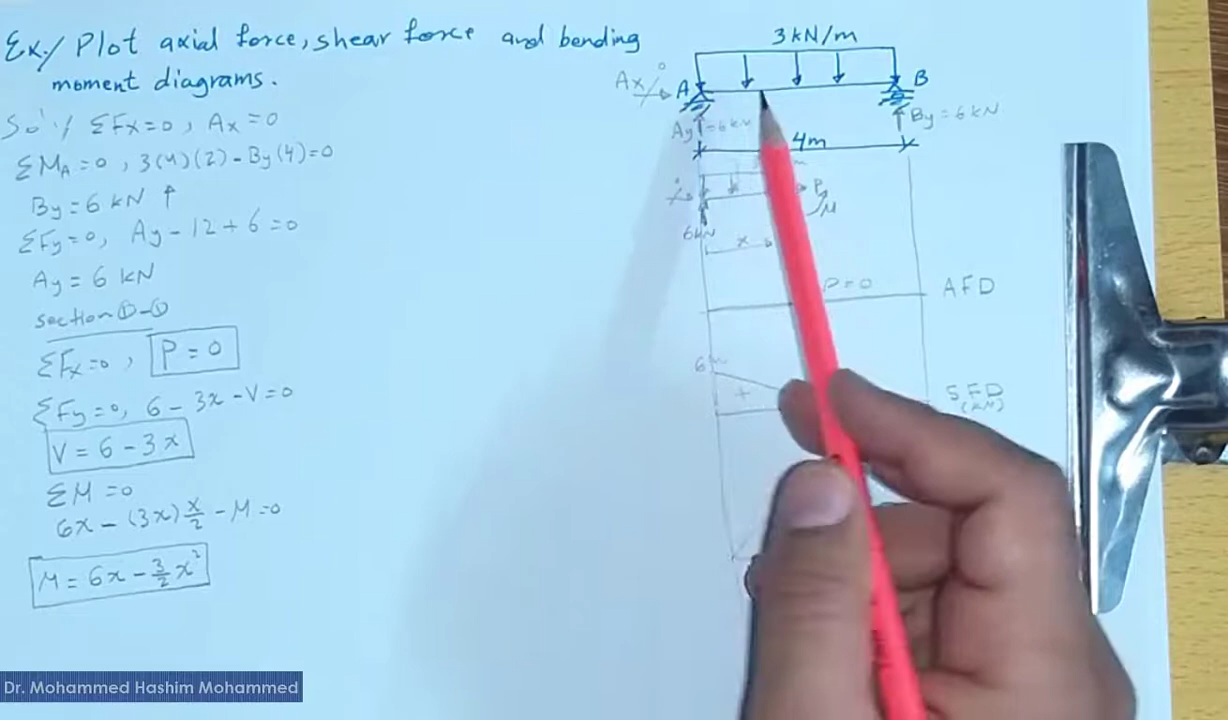 Ex./ Plot axial force, shear force and bending
moment diagrams.
Sol/ ΣFx=0, Ax=0
ΣMA=0, 3(4)(2)-By(4)=0
By=6 kN ↑
ΣFy=0, Ay-12+6=0
Ay=6 kN
section ①-①
ΣFx=0, P=0
ΣFy=0, 6-3x-V=0
V=6-3x
ΣM=0
6x-(3x)x/2-M=0
M=6x-3/2x²
3kN/m
Ax 0 A B
Ay=6kN By=6kN
4m
P
M
6kN
x
P=0 AFD
6
+ SFD
(kN)
Dr. Mohammed Hashim Mohammed